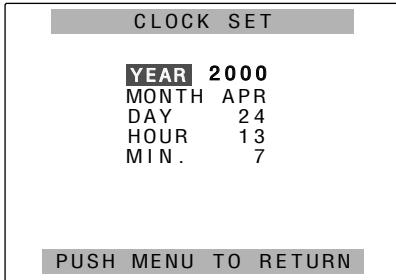 CLOCK SET
YEAR 2000
MONTH APR
DAY 24
HOUR 13
MIN. 7
PUSH MENU TO RETURN